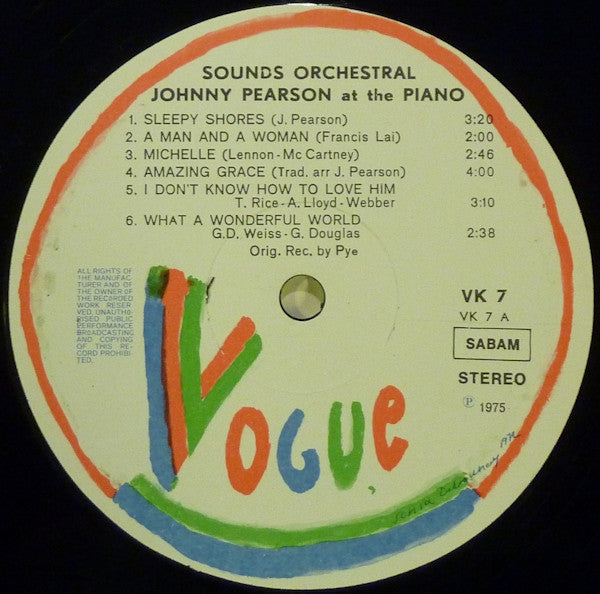 SOUNDS ORCHESTRAL
JOHNNY PEARSON at the PIANO
1. SLEEPY SHORES (J. Pearson) 3:20
2. A MAN AND A WOMAN (Francis Lai) 2:00
3. MICHELLE (Lennon-Mc Cartney) 2:46
4. AMAZING GRACE (Trad. arr J. Pearson) 4:00
5. I DON'T KNOW HOW TO LOVE HIM
T. Rice-A. Lloyd-Webber 3:10
6. WHAT A WONDERFUL WORLD
G.D. Weiss-G. Douglas 2:38
Orig. Rec. by Pye
ALL RIGHTS OF
THE MANUFAC
TURER AND OF
THE OWNER OF
THE RECORDED
WORK RESER
VED. UNAUTHO
RISED PUBLIC
PERFORMANCE
BROADCASTING
AND COPYING
OF THIS RE-
CORD PROHIBI
TED.
VK 7
VK 7 A
SABAM
STEREO
℗ 1975
VOGUE